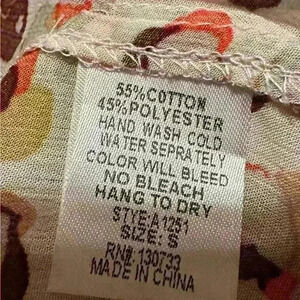 55%COTTON
45%POLYESTER
HAND WASH COLD
WATER SEPRATELY
COLOR WILL BLEED
NO BLEACH
HANG TO DRY
STYE:A1251
SIZE: S
RN#:130733
MADE IN CHINA